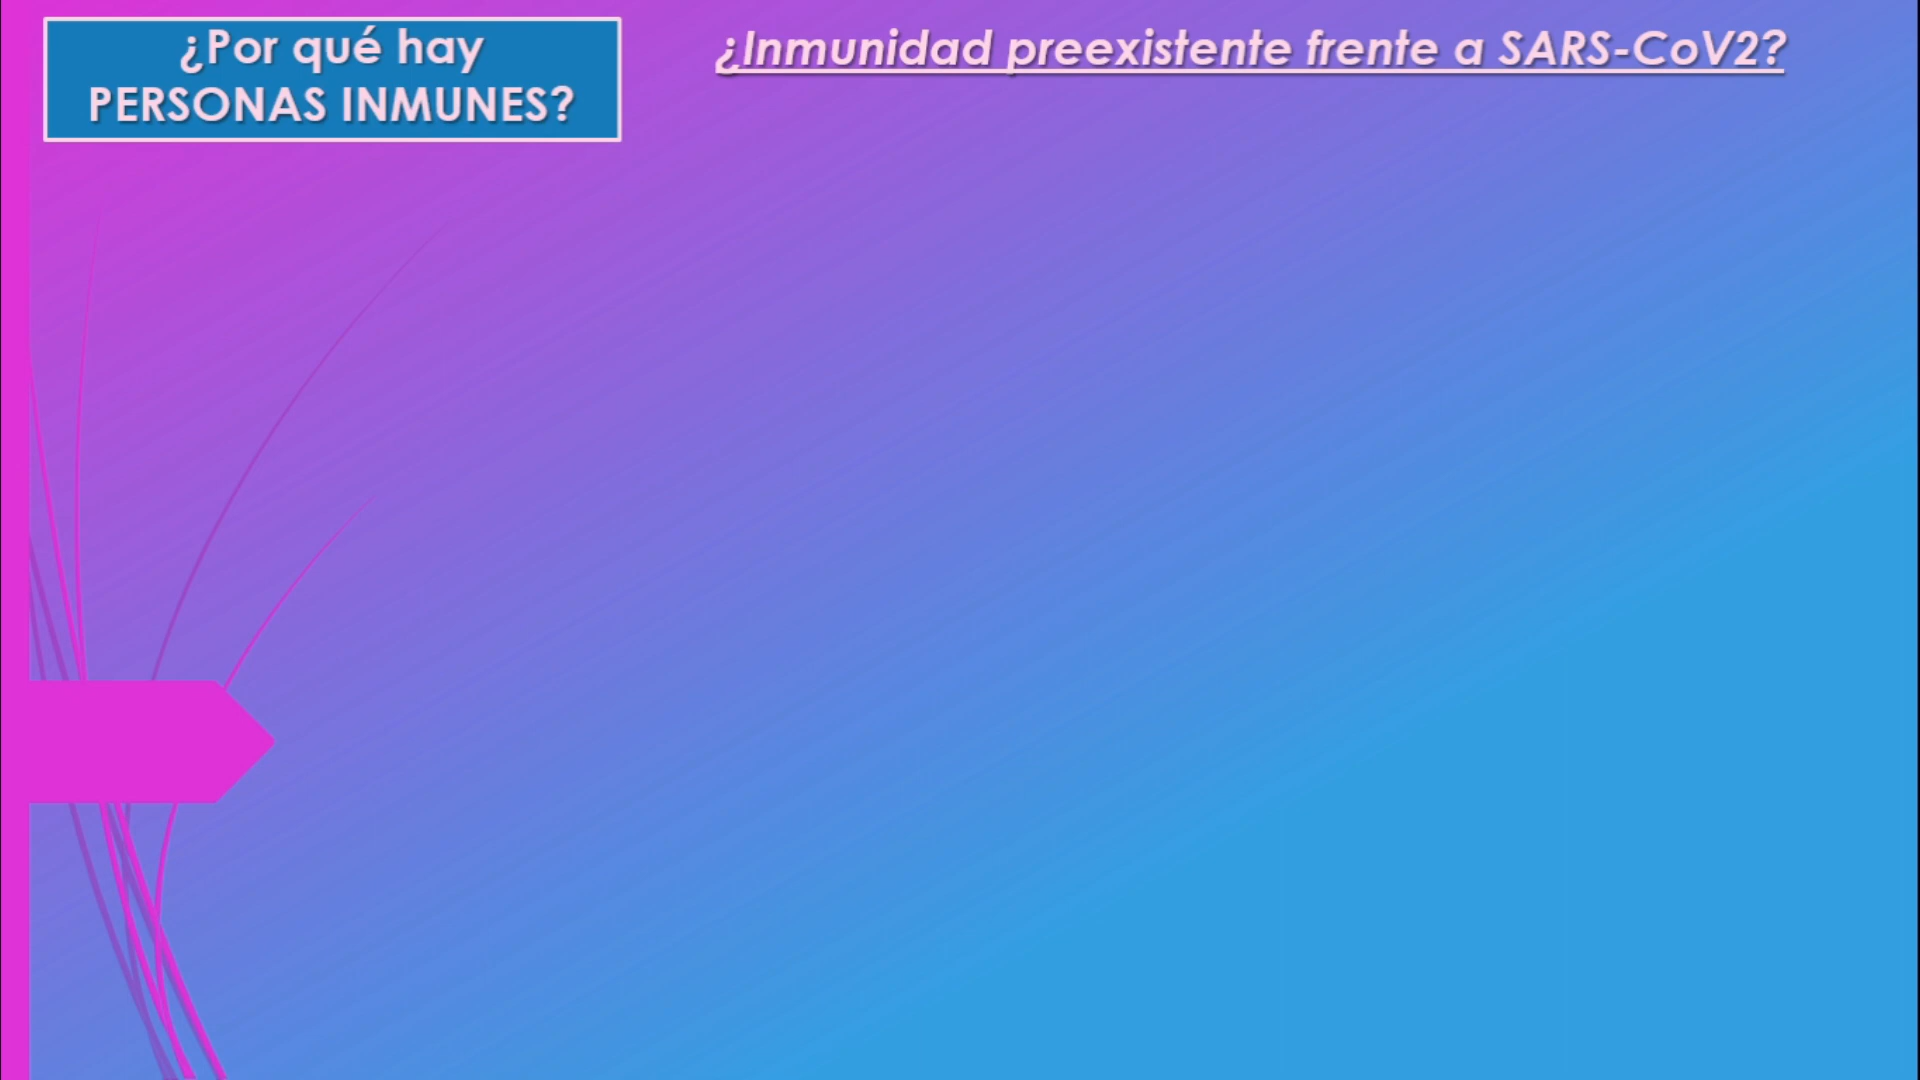 ¿Por qué hay
PERSONAS INMUNES?
¿Inmunidad preexistente frente a SARS-CoV2?